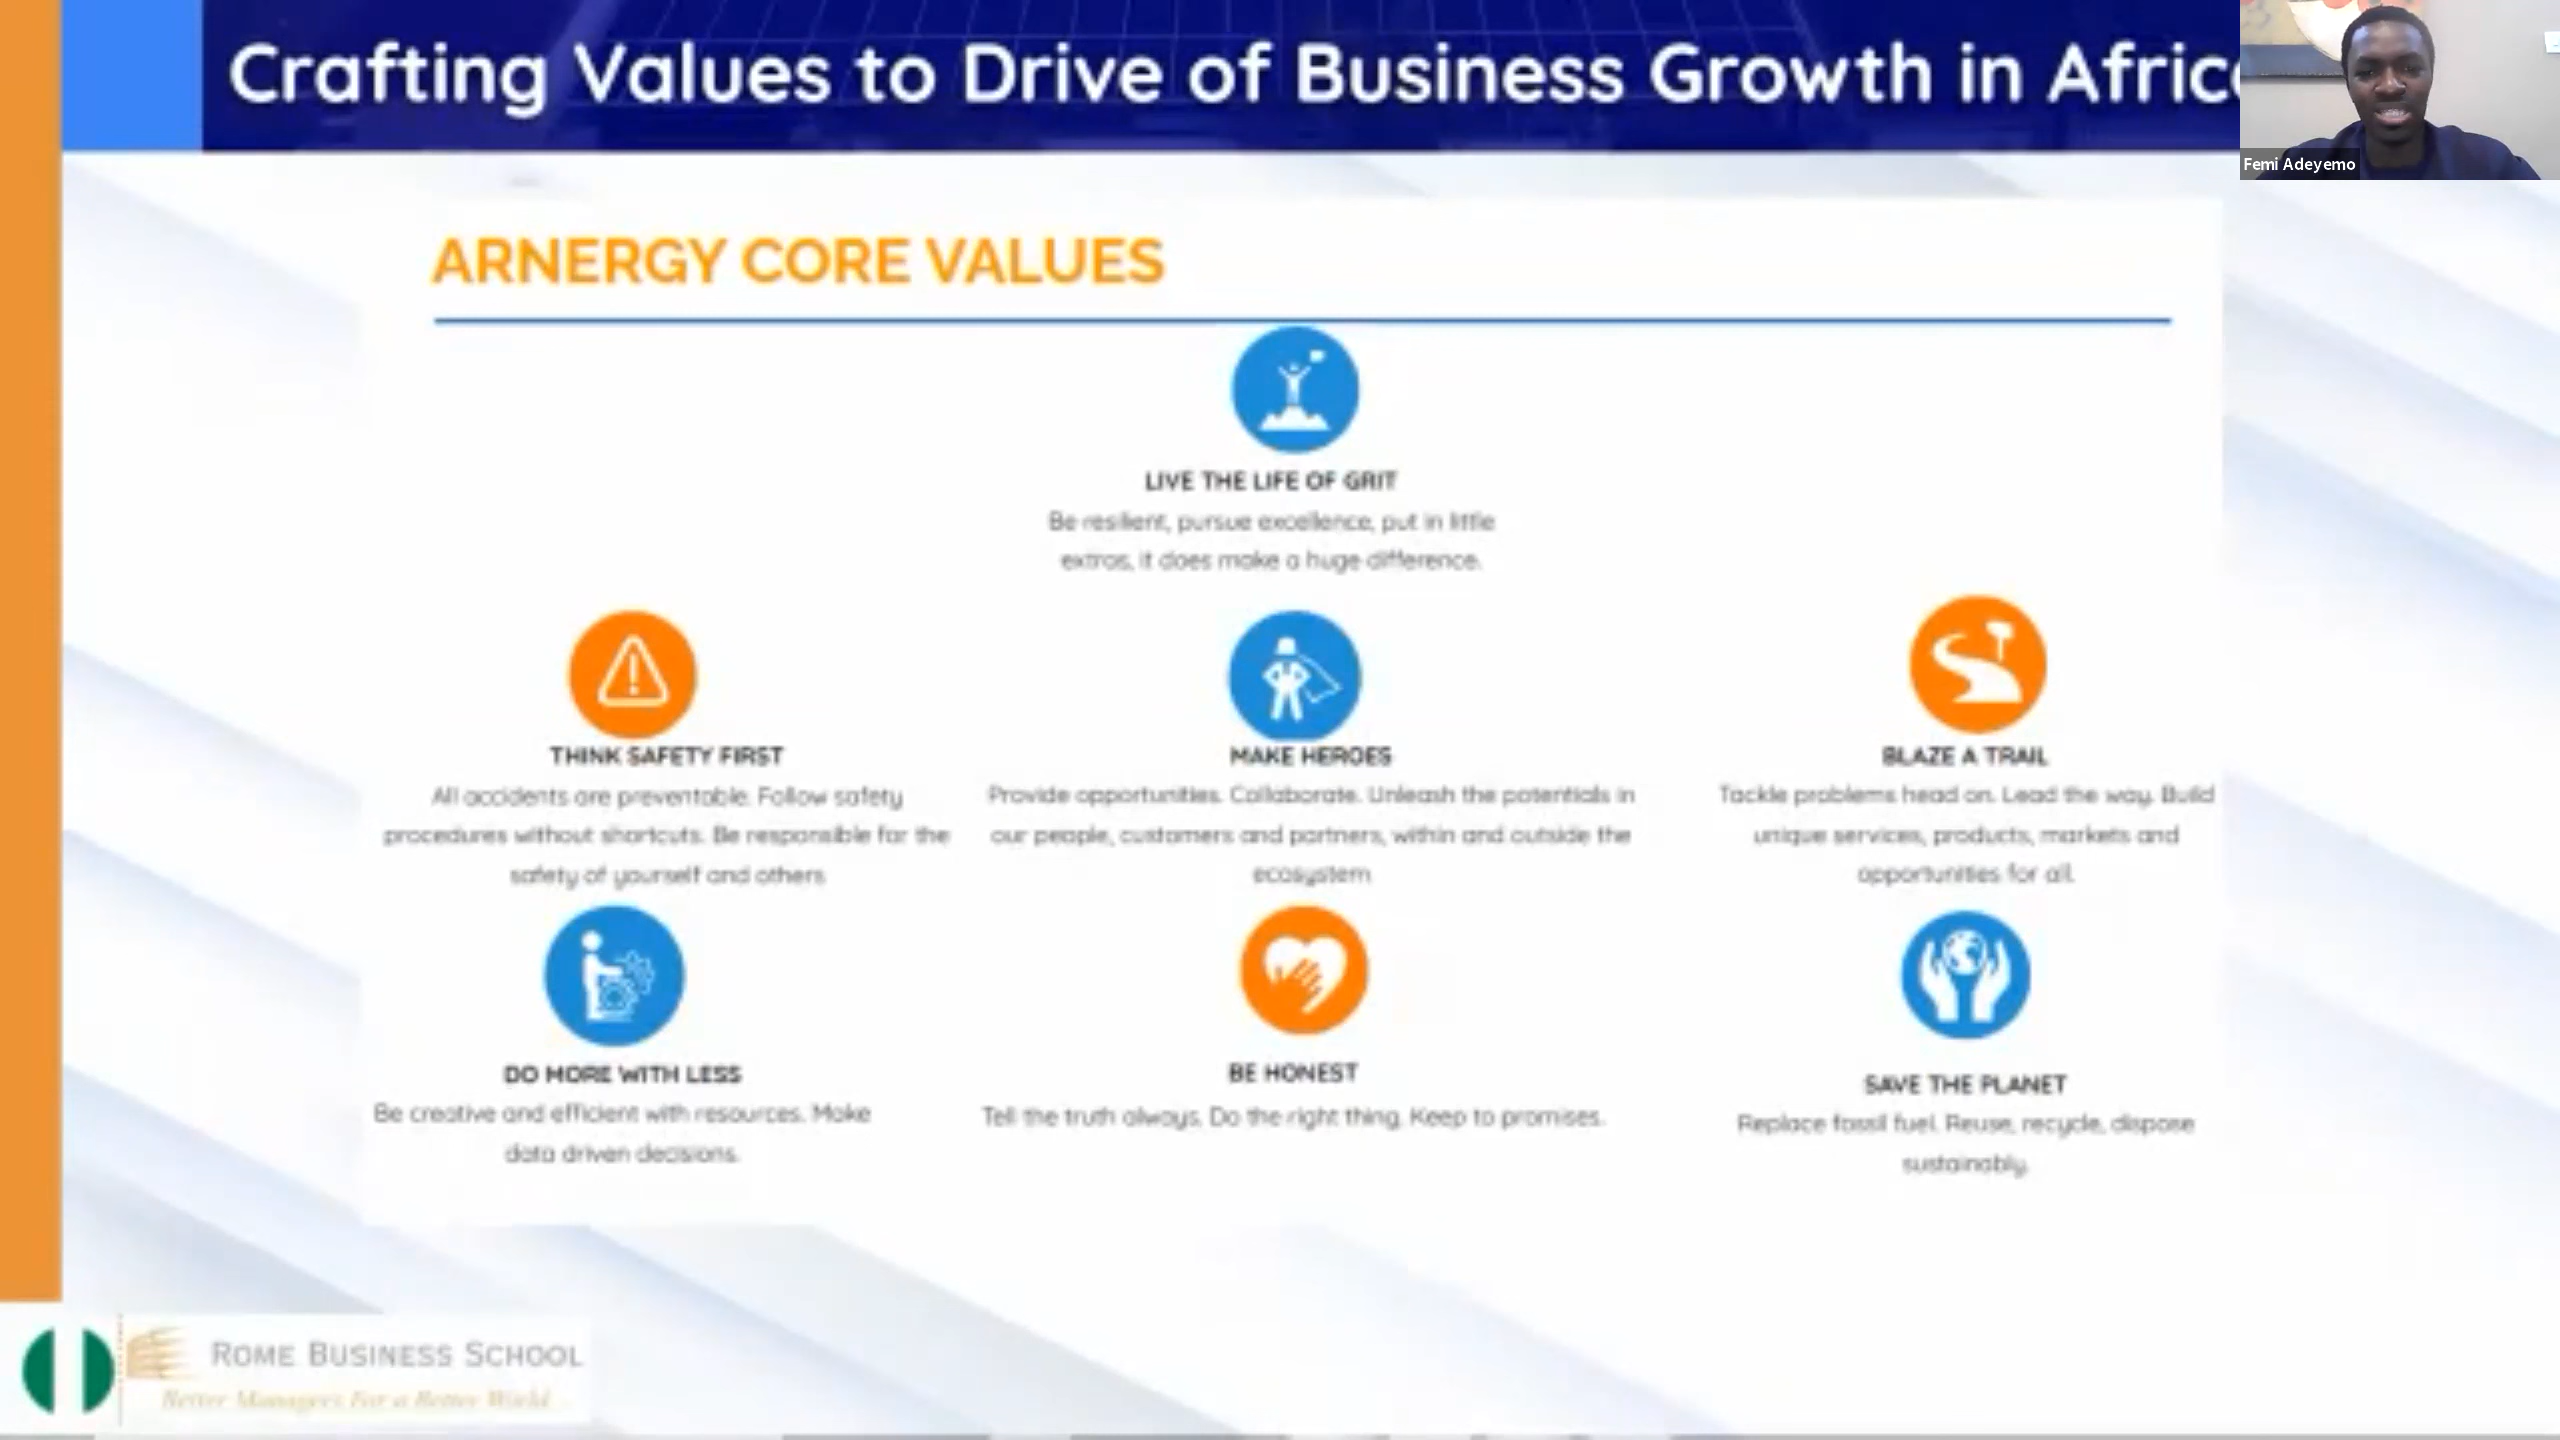 Crafting Values to Drive of Business Growth in Afric
Femi Adeyemo
ARNERGY CORE VALUES
LIVE THE LIFE OF GRIT
Be resilient, pursue excellence, put in little
extras, it does make a huge difference.
THINK SAFETY FIRST
All accidents are preventable. Follow safety
procedures without shortcuts. Be responsible for the
safety of yourself and others
MAKE HEROES
Provide opportunities. Collaborate. Unleash the potentials in
our people, customers and partners, within and outside the
ecosystem
BLAZE A TRAIL
Tackle problems head on. Lead the way. Build
unique services, products, markets and
opportunities for all.
DO MORE WITH LESS
Be creative and efficient with resources. Make
data driven decisions.
BE HONEST
Tell the truth always. Do the right thing. Keep to promises.
SAVE THE PLANET
Replace fossil fuel. Reuse, recycle, dispose
sustainably.
ROME BUSINESS SCHOOL
Better Managers For a Better World